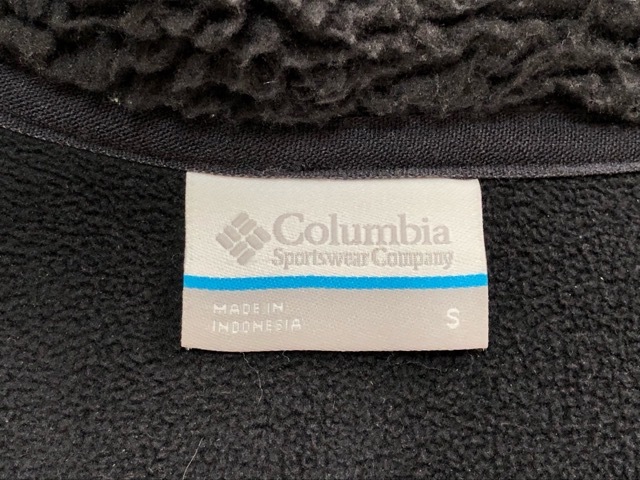 Columbia
Sportswear Company
MADE IN
INDONESIA
S